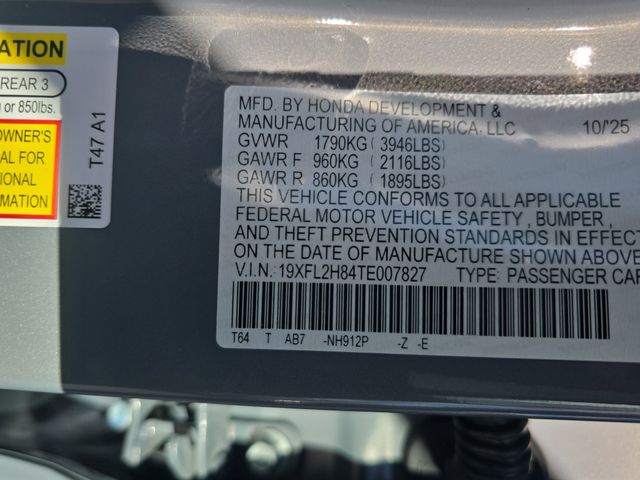 ATION
REAR 3
or 850lbs.
OWNER'S
AL FOR
IONAL
MATION
T47 A1
MFD. BY HONDA DEVELOPMENT &
MANUFACTURING OF AMERICA, LLC 10/'25
GVWR 1790KG ( 3946LBS)
GAWR F 960KG ( 2116LBS)
GAWR R 860KG ( 1895LBS)
THIS VEHICLE CONFORMS TO ALL APPLICABLE
FEDERAL MOTOR VEHICLE SAFETY , BUMPER ,
AND THEFT PREVENTION STANDARDS IN EFFECT
ON THE DATE OF MANUFACTURE SHOWN ABOVE
V.I.N.: 19XFL2H84TE007827 TYPE: PASSENGER CAR
T64 T AB7 -NH912P -Z -E